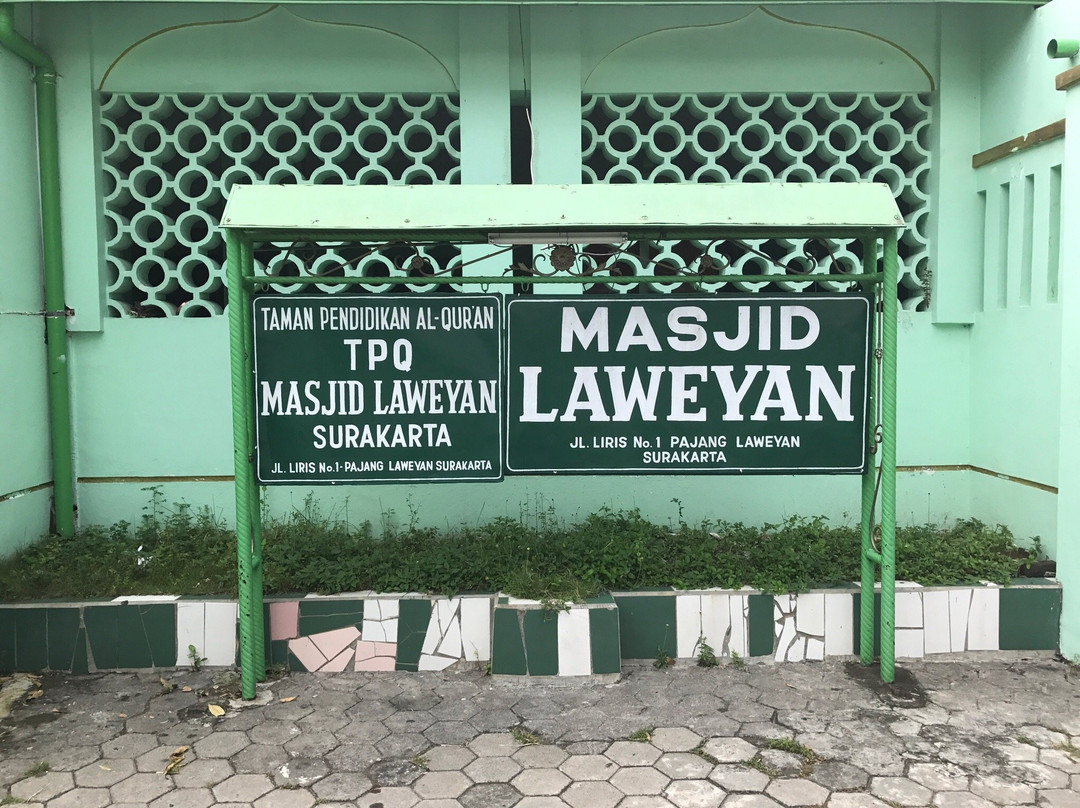 TAMAN PENDIDIKAN AL-QUR'AN
TPQ
MASJID LAWEYAN
SURAKARTA
JL. LIRIS No.1-PAJANG LAWEYAN SURAKARTA
MASJID
LAWEYAN
JL. LIRIS No.1 PAJANG LAWEYAN
SURAKARTA